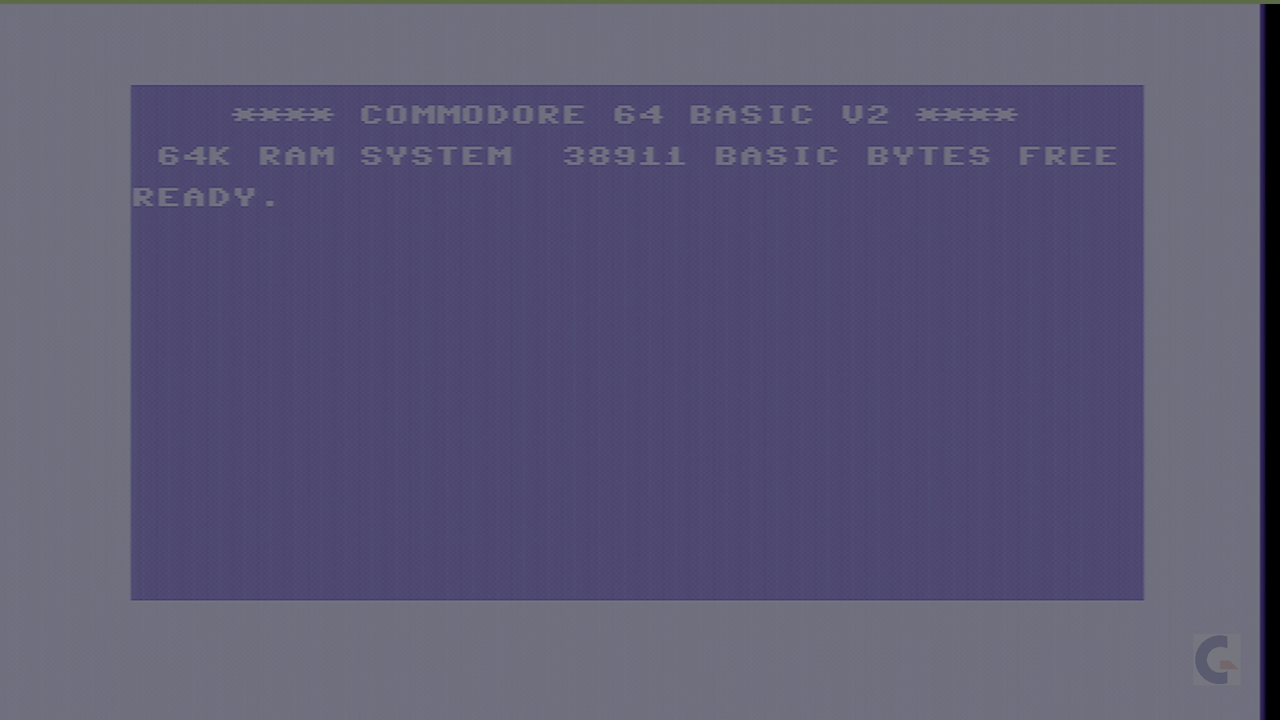 **** COMMODORE 64 BASIC V2 ****
64K RAM SYSTEM  38911 BASIC BYTES FREE
READY.